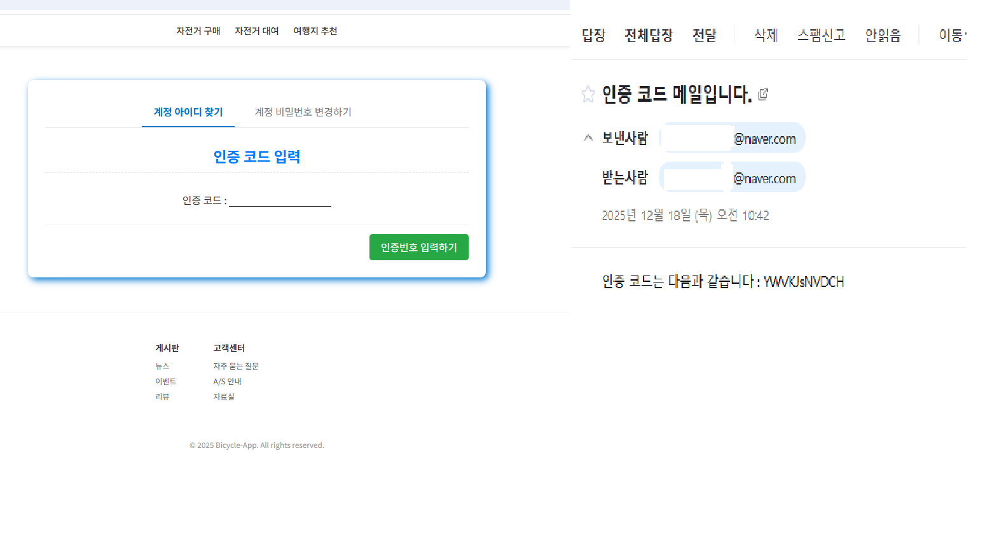 자전거 구매 자전거 대여 여행지 추천
계정 아이디 찾기 계정 비밀번호 변경하기
인증 코드 입력
인증 코드 :
인증번호 입력하기
게시판 고객센터
뉴스 자주 묻는 질문
이벤트 A/S 안내
리뷰 자료실
© 2025 Bicycle-App. All rights reserved.
답장 전체답장 전달 삭제 스팸신고 안읽음 이동
인증 코드 메일입니다.
보낸사람 @naver.com
받는사람 @naver.com
2025년 12월 18일 (목) 오전 10:42
인증 코드는 다음과 같습니다 : YWVKJsNVDCH